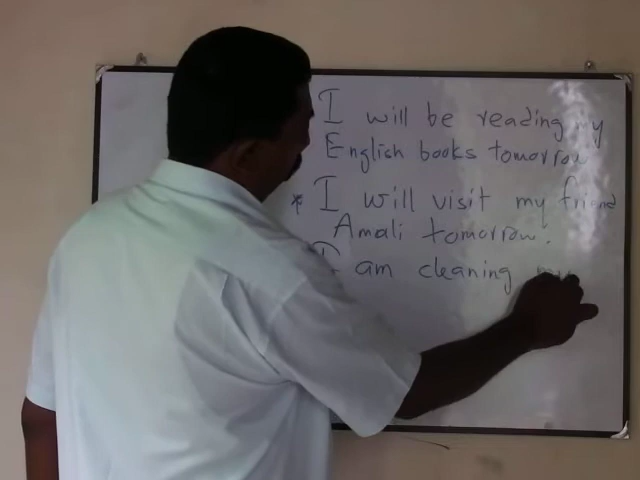 I will be reading my
English books tomorrow
* I will visit my friend
Amali tomorrow.
I am cleaning my